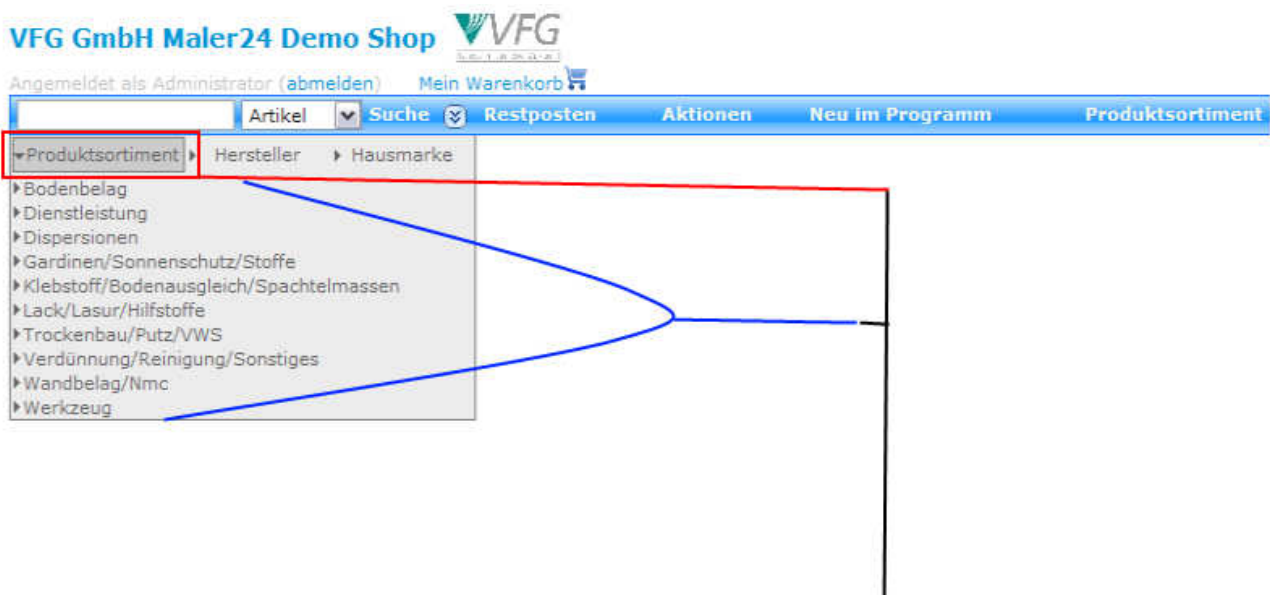 VFG GmbH Maler24 Demo Shop VFG
Angemeldet als Administrator (abmelden) Mein Warenkorb
Artikel Suche Restposten Aktionen Neu im Programm Produktsortiment
Produktsortiment Hersteller Hausmarke
Bodenbelag
Dienstleistung
Dispersionen
Gardinen/Sonnenschutz/Stoffe
Klebstoff/Bodenausgleich/Spachtelmassen
Lack/Lasur/Hilfstoffe
Trockenbau/Putz/VWS
Verdünnung/Reinigung/Sonstiges
Wandbelag/Nmc
Werkzeug